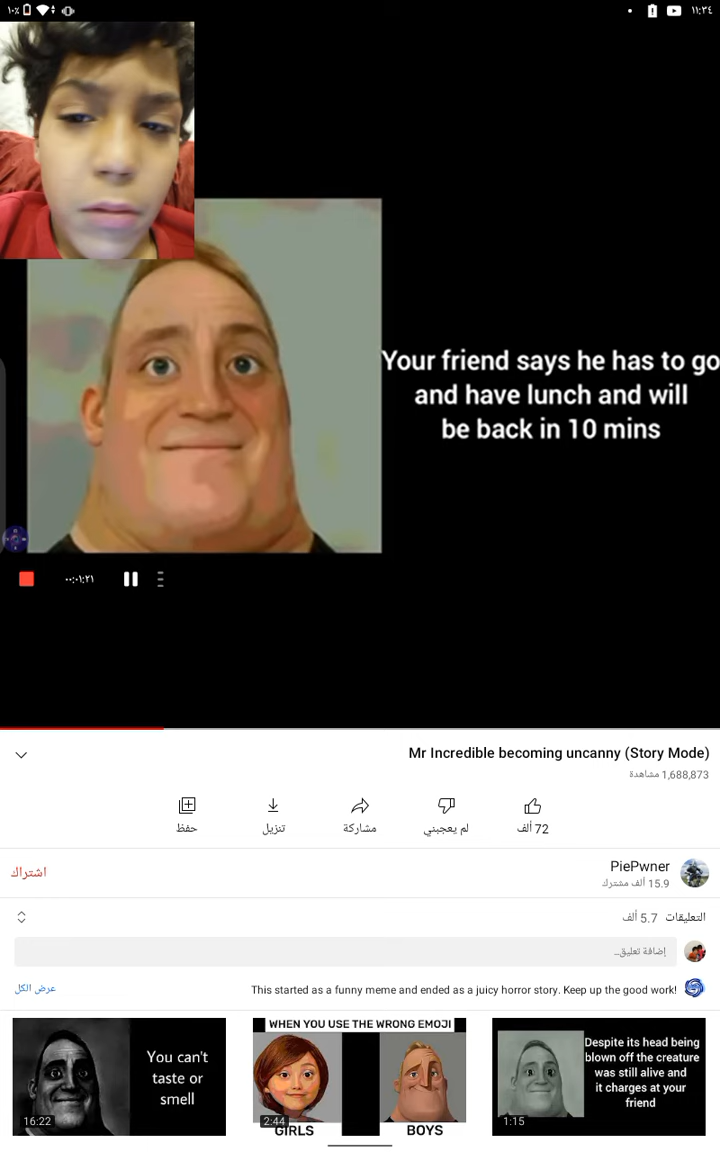 ١٠٪
١١:٣٤
Your friend says he has to go
and have lunch and will
be back in 10 mins
٠٠:٠١:٢١
Mr Incredible becoming uncanny (Story Mode)
1,688,873 مشاهدة
72 ألف
لم يعجبني
مشاركة
تنزيل
حفظ
PiePwner
15.9 ألف مشترك
اشتراك
التعليقات 5.7 ألف
إضافة تعليق...
This started as a funny meme and ended as a juicy horror story. Keep up the good work!
عرض الكل
You can't
taste or
smell
16:22
WHEN YOU USE THE WRONG EMOJI
2:44
GIRLS
BOYS
Despite its head being
blown off the creature
was still alive and
it charges at your
friend
1:15